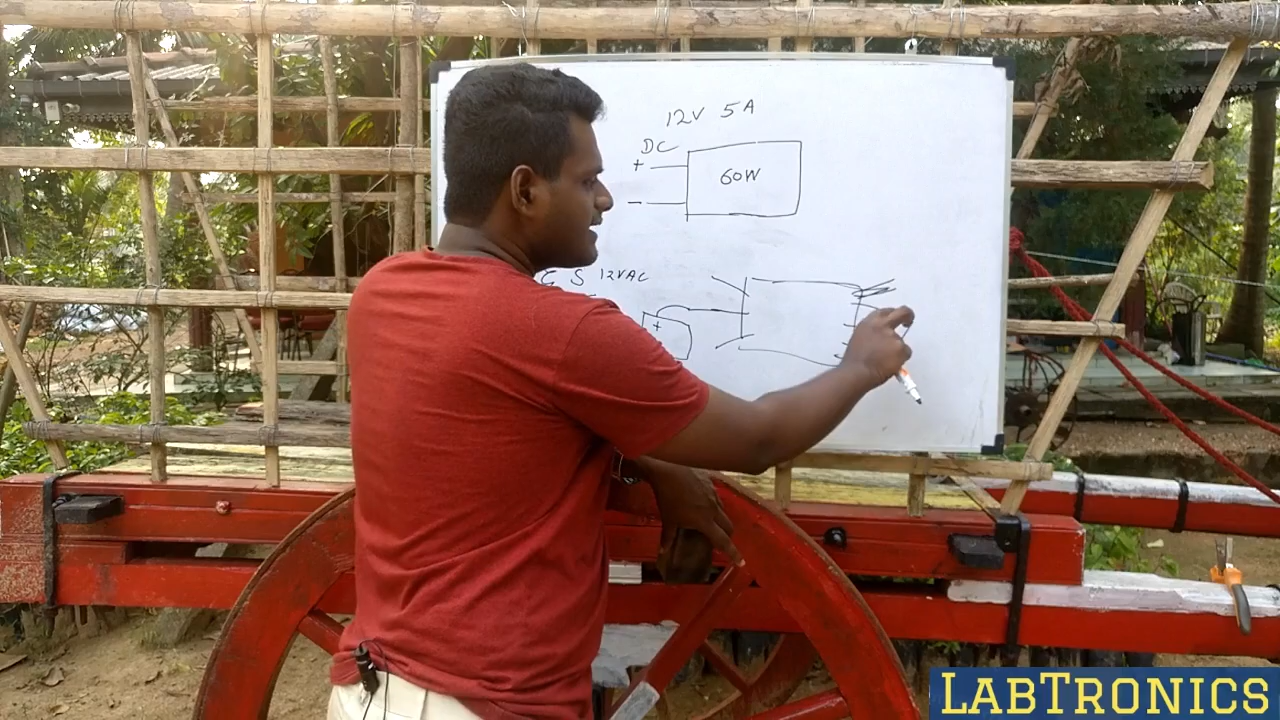 12V 5A
DC
+
60W
-
G S 12VAC
+
LABTRONICS